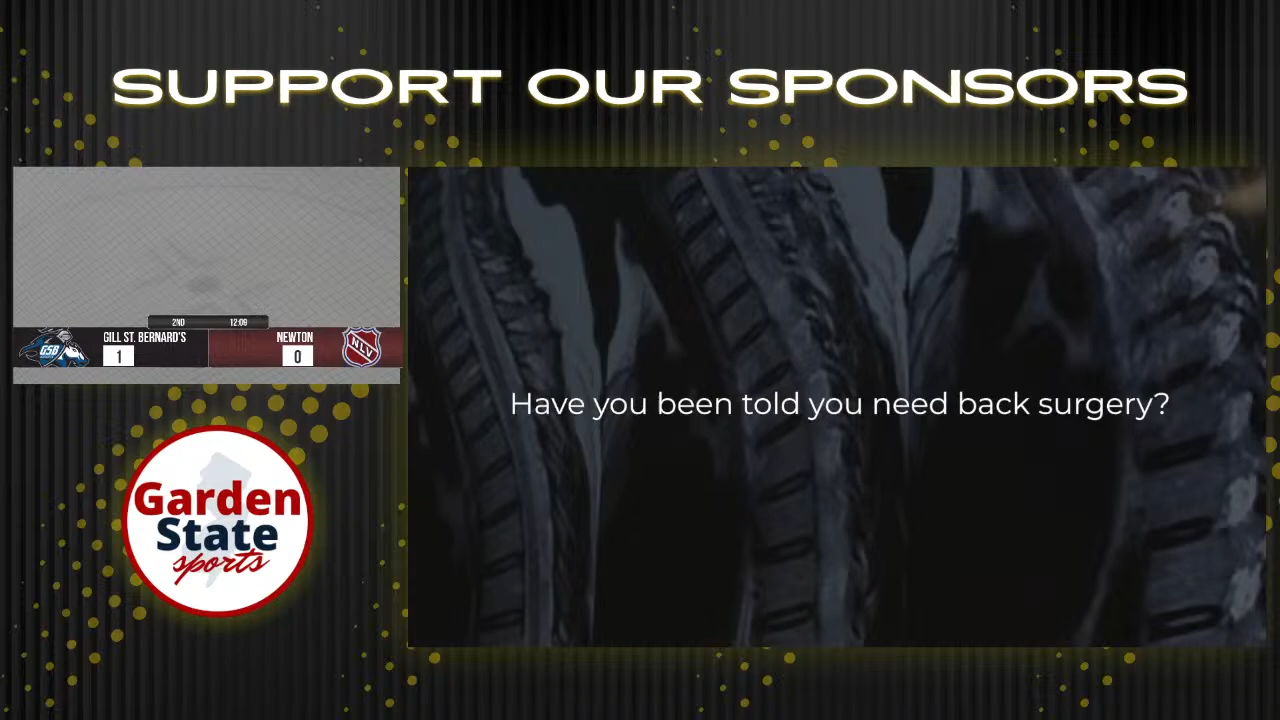 SUPPORT OUR SPONSORS
2ND 12:09
GSB
GILL ST. BERNARD'S
1
NEWTON
0
NLV
Have you been told you need back surgery?
Garden
State
sports